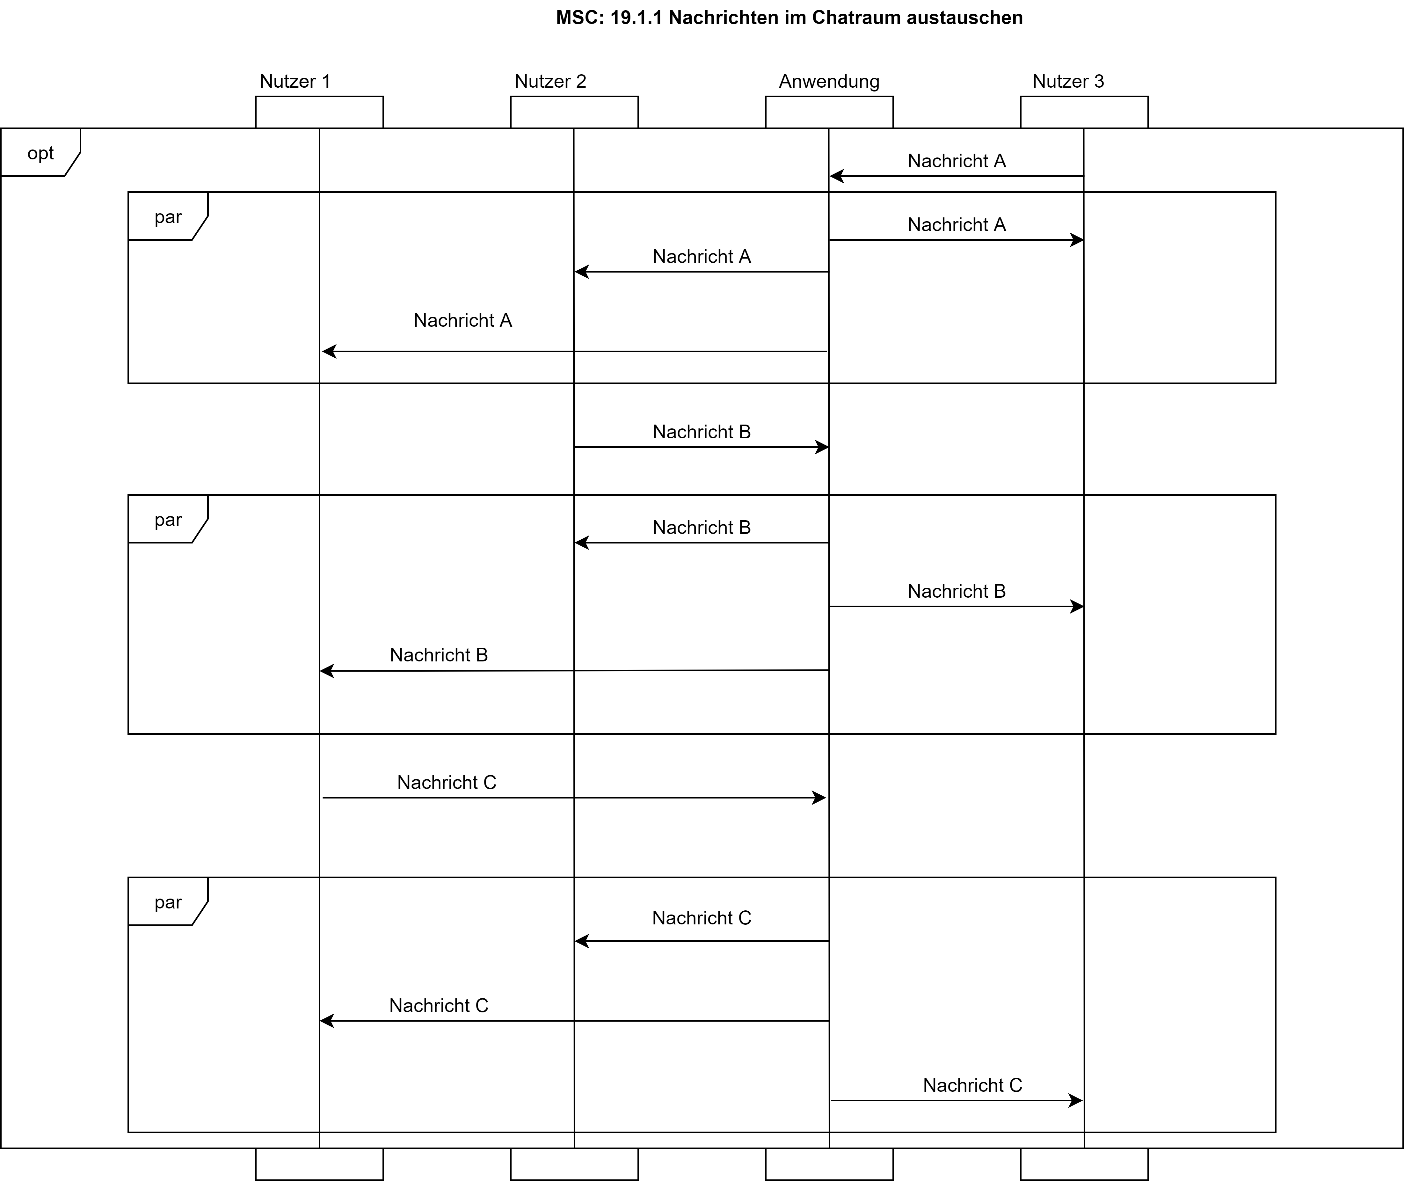 MSC: 19.1.1 Nachrichten im Chatraum austauschen
Nutzer 1
Nutzer 2
Anwendung
Nutzer 3
opt
Nachricht A
par
Nachricht A
Nachricht A
Nachricht A
Nachricht B
par
Nachricht B
Nachricht B
Nachricht B
Nachricht C
par
Nachricht C
Nachricht C
Nachricht C